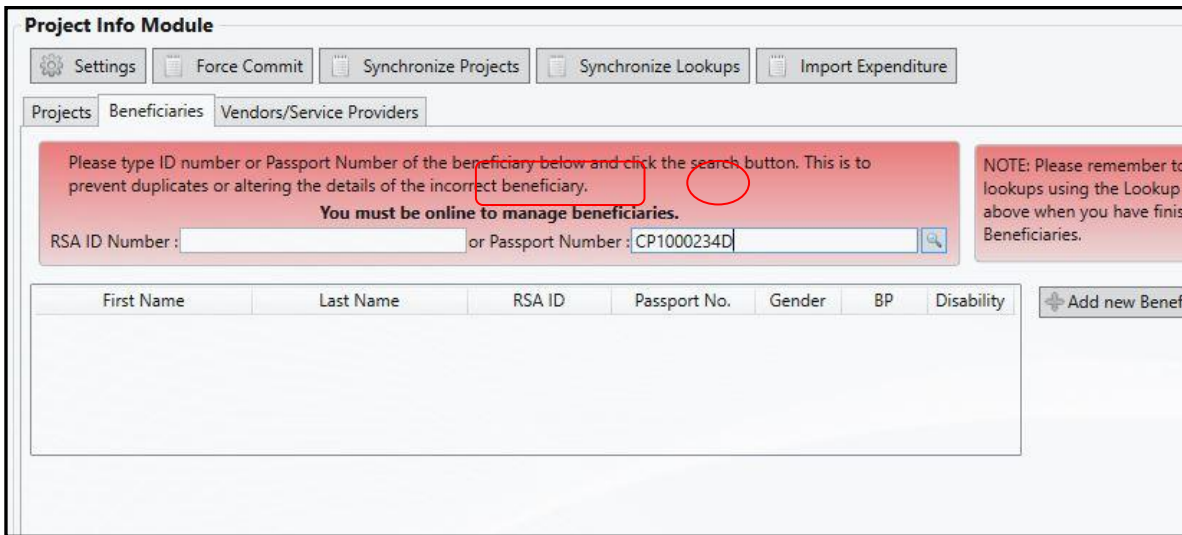 Project Info Module
Settings Force Commit Synchronize Projects Synchronize Lookups Import Expenditure
Projects Beneficiaries Vendors/Service Providers
Please type ID number or Passport Number of the beneficiary below and click the search button. This is to
prevent duplicates or altering the details of the incorrect beneficiary.
You must be online to manage beneficiaries.
RSA ID Number : or Passport Number : CP1000234D
NOTE: Please remember to
lookups using the Lookup
above when you have finis
Beneficiaries.
First Name Last Name RSA ID Passport No. Gender BP Disability
Add new Benef